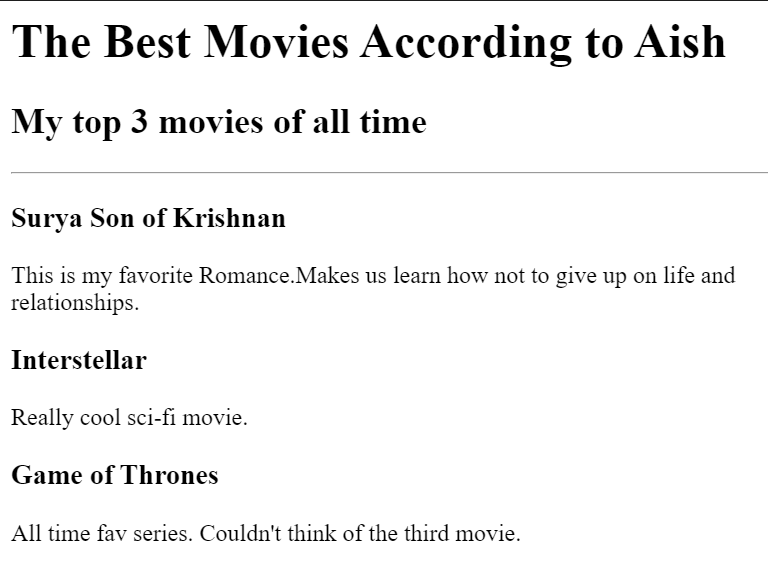 The Best Movies According to Aish
My top 3 movies of all time
Surya Son of Krishnan
This is my favorite Romance.Makes us learn how not to give up on life and
relationships.
Interstellar
Really cool sci-fi movie.
Game of Thrones
All time fav series. Couldn't think of the third movie.